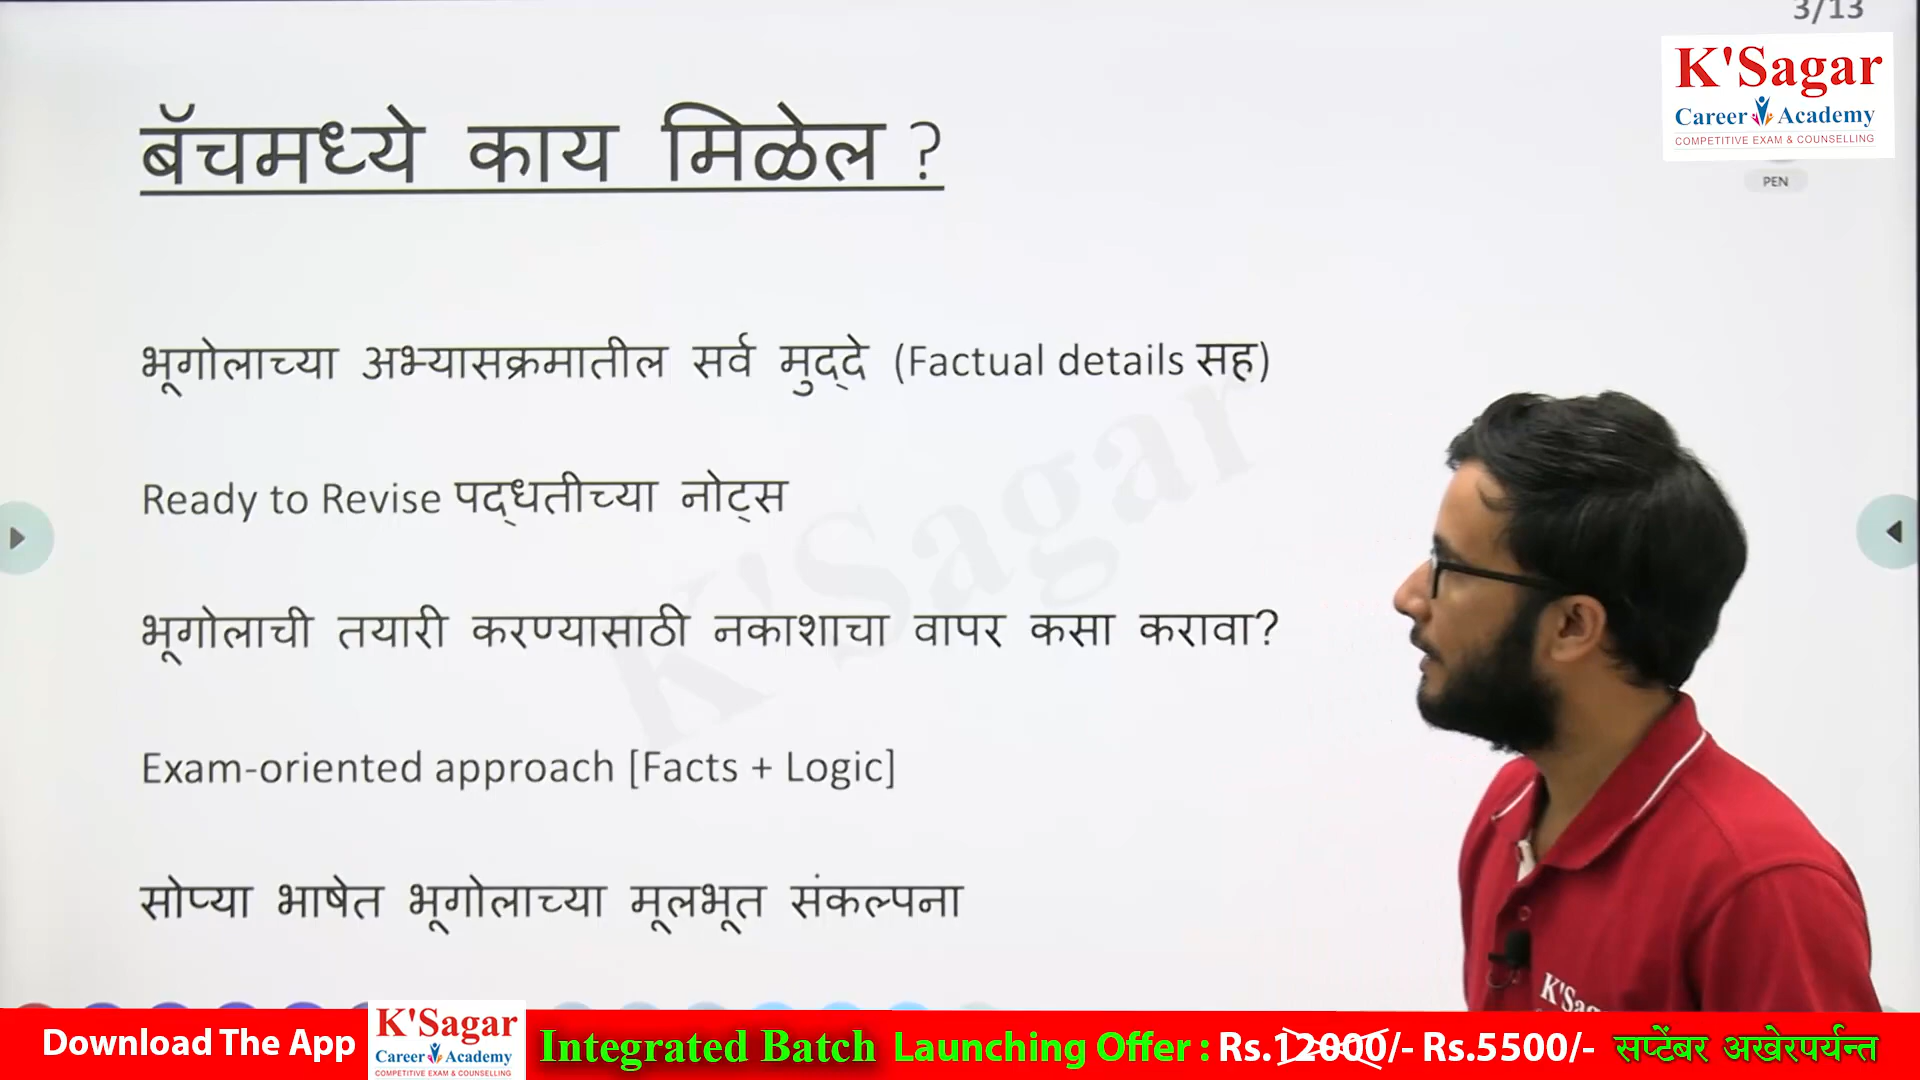 3/13
K'Sagar
Career Academy
COMPETITIVE EXAM & COUNSELLING
PEN
बॅचमध्ये काय मिळेल ?
भूगोलाच्या अभ्यासक्रमातील सर्व मुद्दे (Factual details सह)
Ready to Revise पद्धतीच्या नोट्स
भूगोलाची तयारी करण्यासाठी नकाशाचा वापर कसा करावा?
Exam-oriented approach [Facts + Logic]
सोप्या भाषेत भूगोलाच्या मूलभूत संकल्पना
K'Sagar
K'Sag
Download The App K'Sagar Career Academy COMPETITIVE EXAM & COUNSELLING Integrated Batch Launching Offer : Rs.12000/- Rs.5500/- सप्टेंबर अखेरपर्यन्त